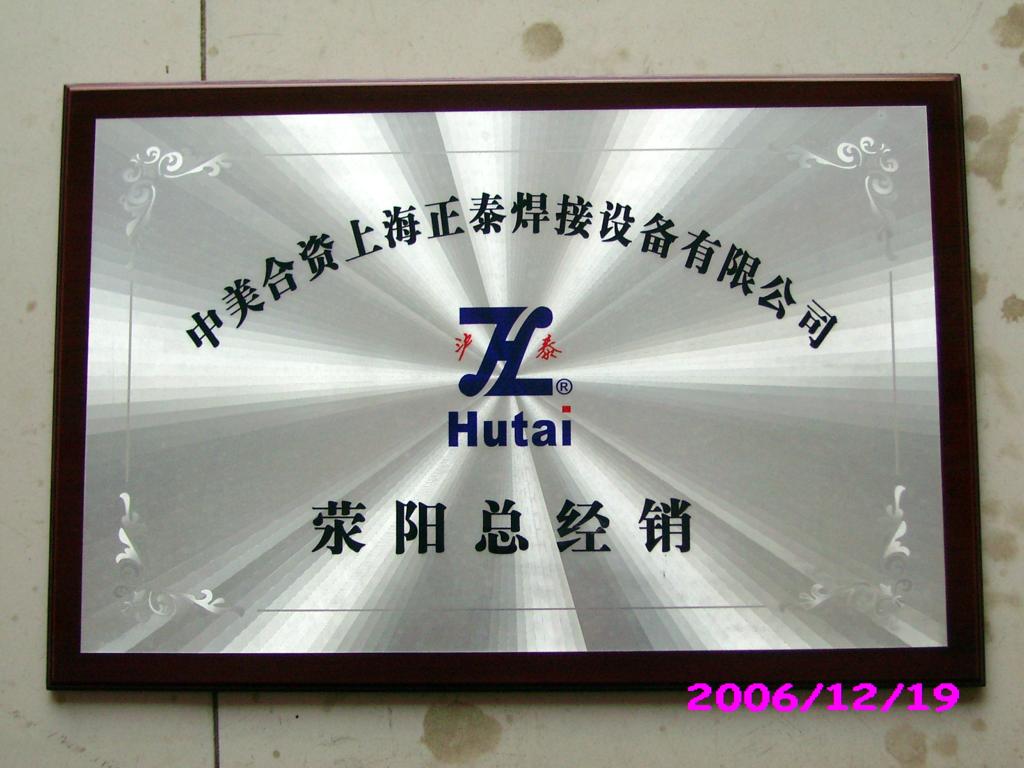 中美合资上海正泰焊接设备有限公司
沪 泰
®
Hutai
荥阳总经销
2006/12/19